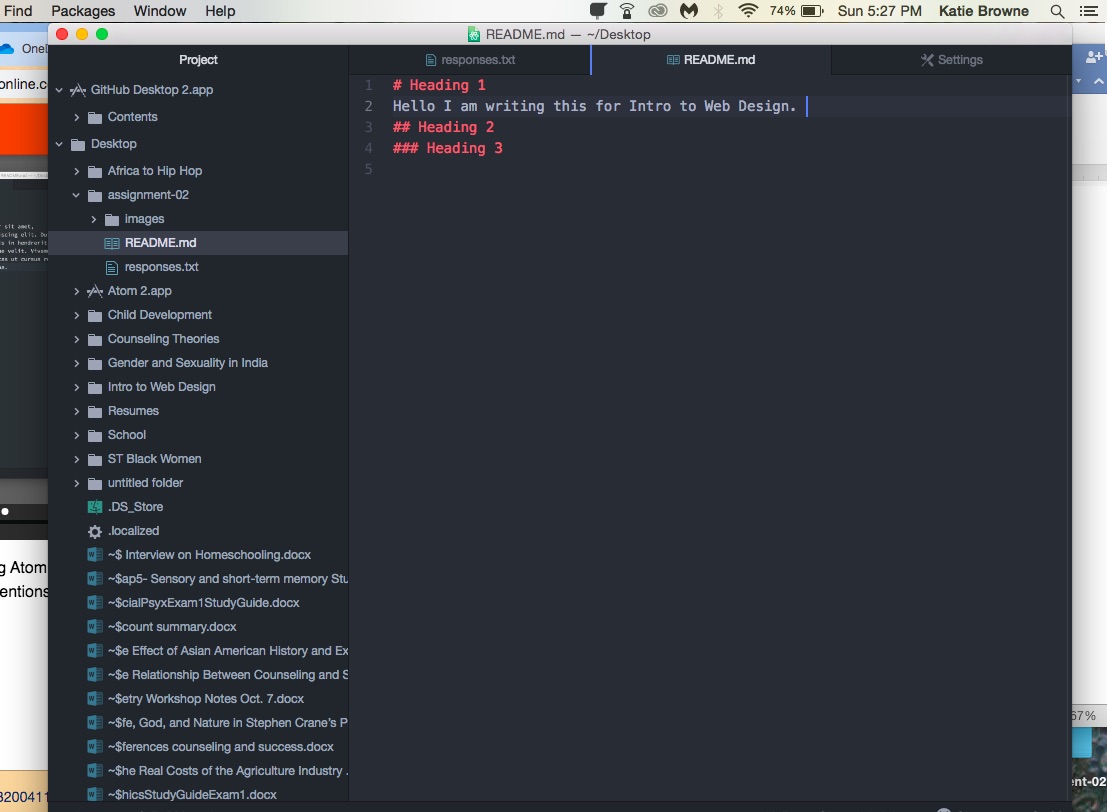 Find Packages Window Help 74% Sun 5:27 PM Katie Browne
README.md — ~/Desktop
Project
responses.txt README.md Settings
GitHub Desktop 2.app
Contents
Desktop
Africa to Hip Hop
assignment-02
images
README.md
responses.txt
Atom 2.app
Child Development
Counseling Theories
Gender and Sexuality in India
Intro to Web Design
Resumes
School
ST Black Women
untitled folder
.DS_Store
.localized
~$ Interview on Homeschooling.docx
~$ap5- Sensory and short-term memory Stu
~$cialPsyxExam1StudyGuide.docx
~$count summary.docx
~$e Effect of Asian American History and Ex
~$e Relationship Between Counseling and S
~$etry Workshop Notes Oct. 7.docx
~$fe, God, and Nature in Stephen Crane's P
~$ferences counseling and success.docx
~$he Real Costs of the Agriculture Industry .
~$hicsStudyGuideExam1.docx
1 # Heading 1
2 Hello I am writing this for Intro to Web Design.
3 ## Heading 2
4 ### Heading 3
5
OneD
online.c
sit amet,
g Atom
entions
3200411
67%
nt-02